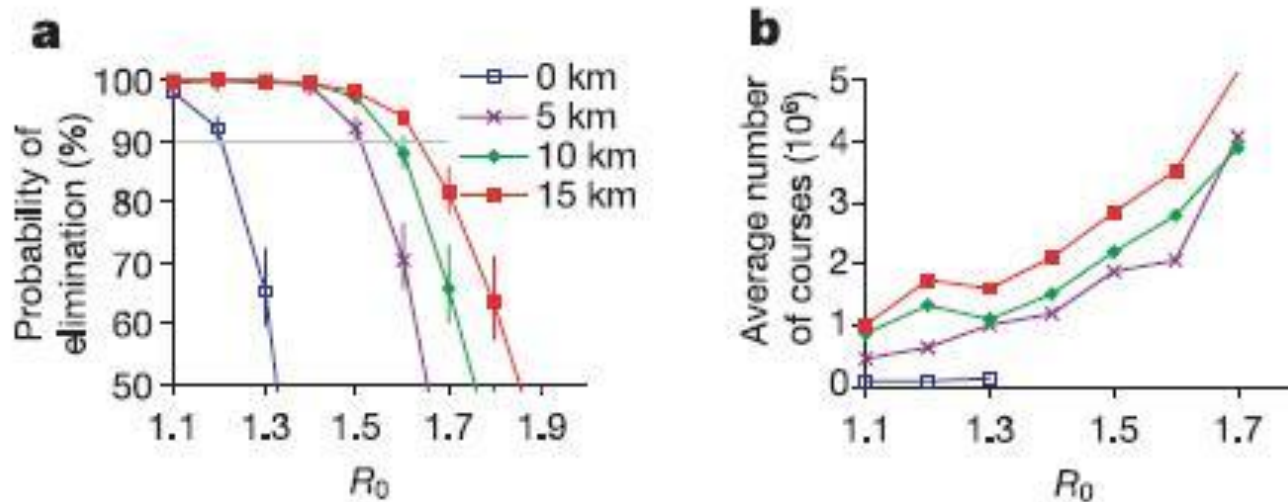 a
Probability of
elimination (%)
100
90
80
70
60
50
1.1
1.3
1.5
1.7
1.9
R₀
0 km
5 km
10 km
15 km
b
Average number
of courses (10⁶)
5
4
3
2
1
0
1.1
1.3
1.5
1.7
R₀